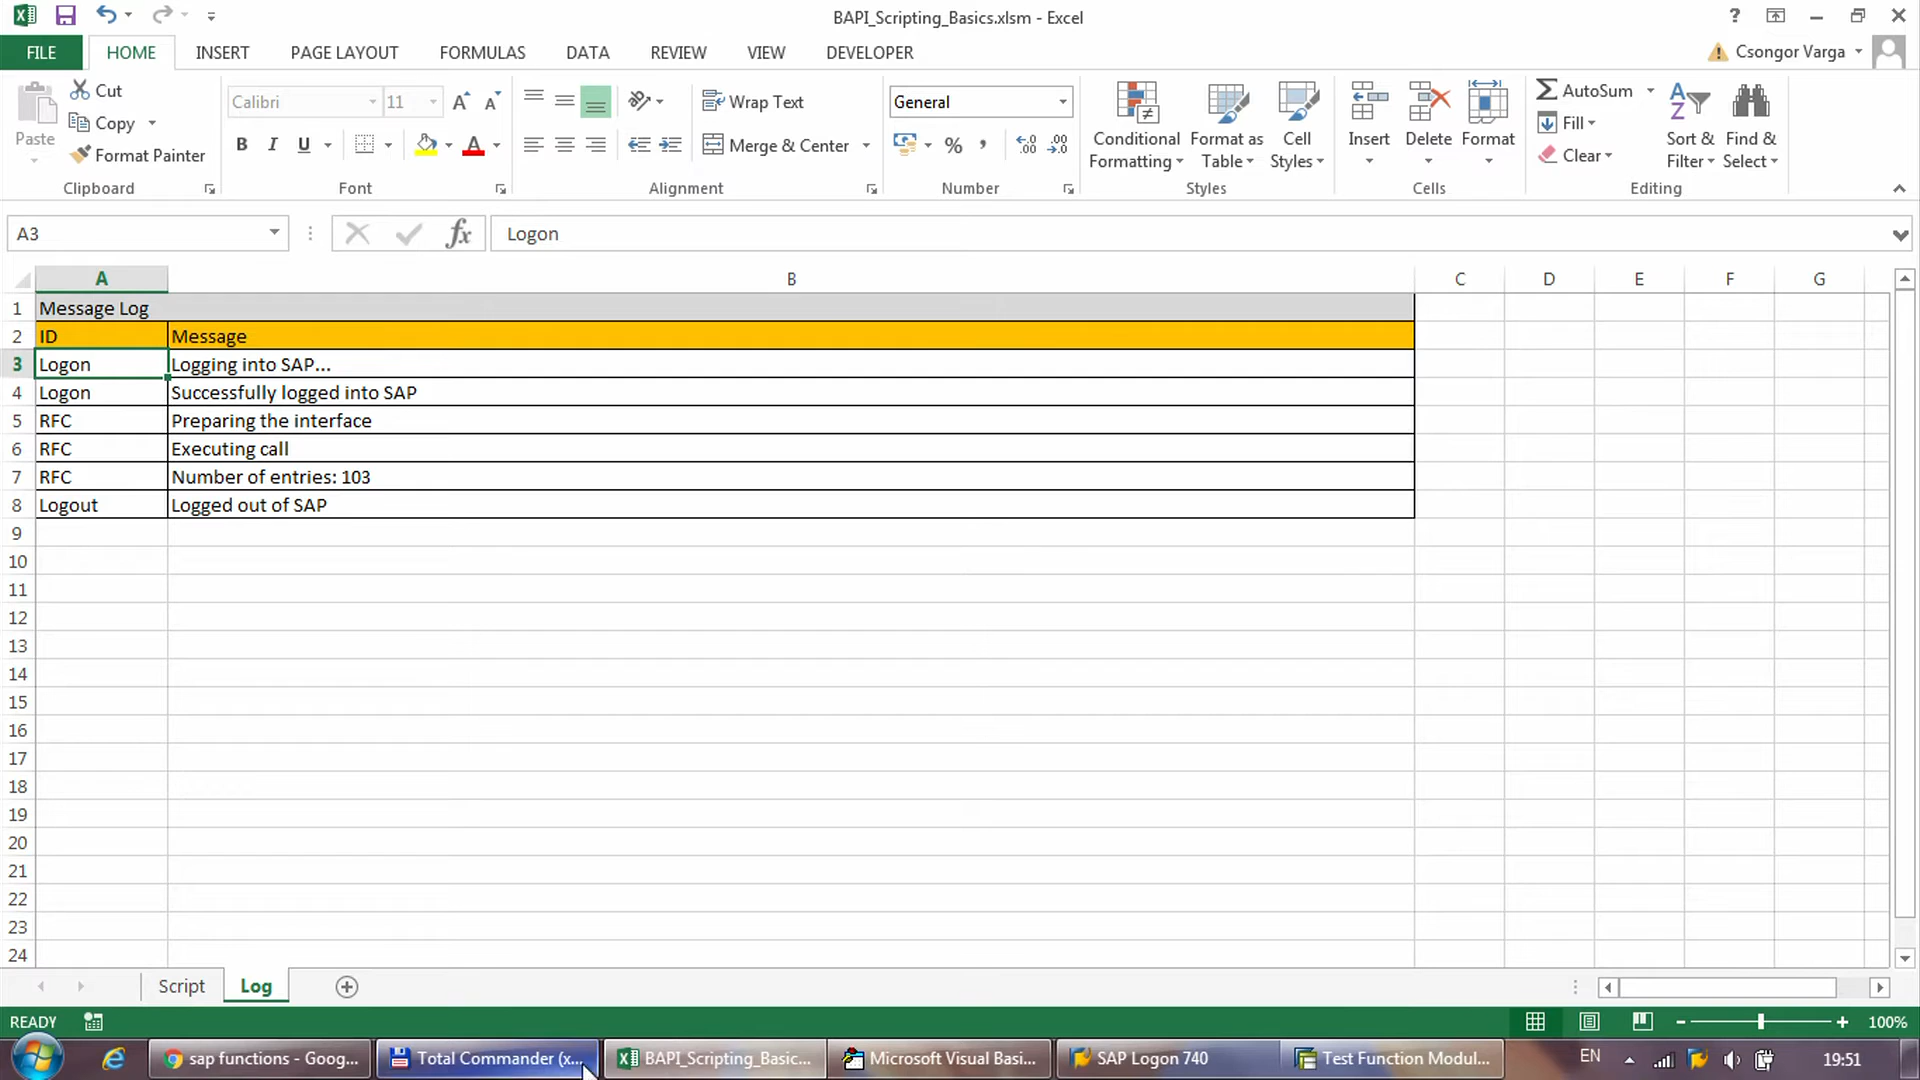 BAPI_Scripting_Basics.xlsm - Excel
?
FILE HOME INSERT PAGE LAYOUT FORMULAS DATA REVIEW VIEW DEVELOPER Csongor Varga
Cut Calibri 11 Wrap Text General AutoSum
Copy Fill
Paste Format Painter B I U Merge & Center % Conditional Formatting Format as Table Cell Styles Insert Delete Format Clear Sort & Filter Find & Select
Clipboard Font Alignment Number Styles Cells Editing
A3 fx Logon
A B C D E F G
1 Message Log
2 ID Message
3 Logon Logging into SAP...
4 Logon Successfully logged into SAP
5 RFC Preparing the interface
6 RFC Executing call
7 RFC Number of entries: 103
8 Logout Logged out of SAP
9
10
11
12
13
14
15
16
17
18
19
20
21
22
23
24
Script Log
READY 100%
sap functions - Goog... Total Commander (x... BAPI_Scripting_Basic... Microsoft Visual Basi... SAP Logon 740 Test Function Modul... EN 19:51